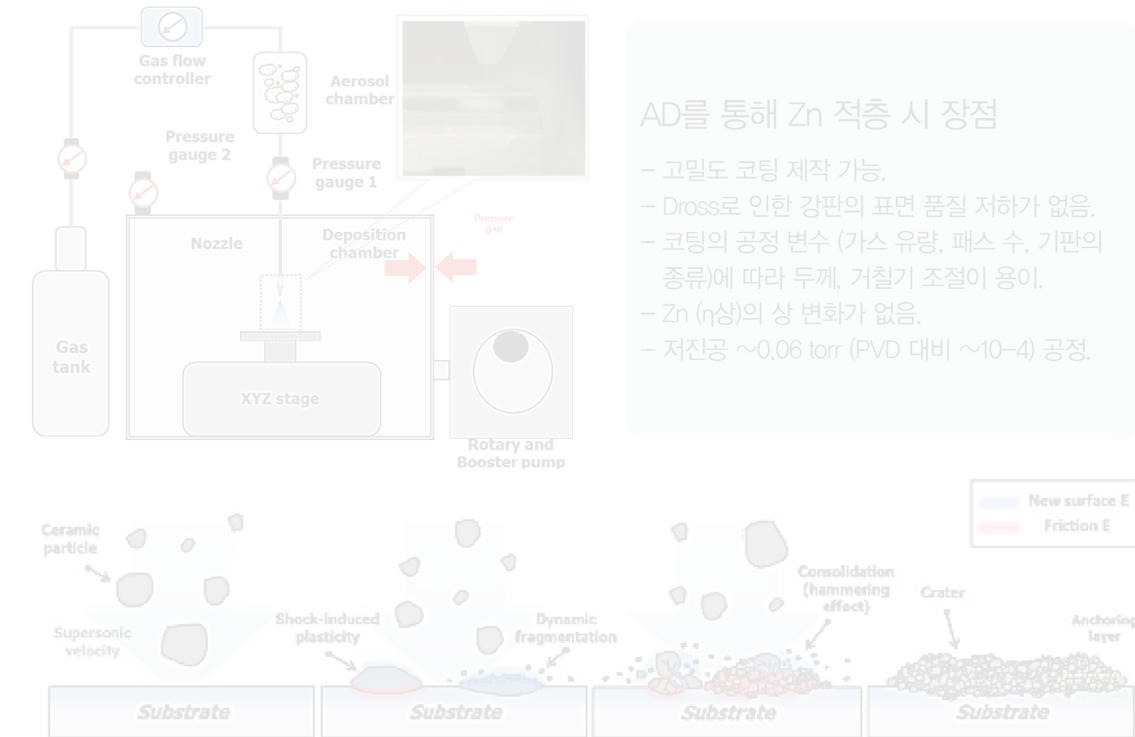 Gas flow
controller
Aerosol
chamber
Pressure
gauge 2
Pressure
gauge 1
Nozzle
Deposition
chamber
Pressure
gap
Gas
tank
XYZ stage
Rotary and
Booster pump
AD를 통해 Zn 적층 시 장점
– 고밀도 코팅 제작 가능.
– Dross로 인한 강판의 표면 품질 저하가 없음.
– 코팅의 공정 변수 (가스 유량, 패스 수, 기판의
종류)에 따라 두께, 거칠기 조절이 용이.
– Zn (η상)의 상 변화가 없음.
– 저진공 ~0.06 torr (PVD 대비 ~10–4) 공정.
New surface E
Friction E
Ceramic
particle
Supersonic
velocity
Substrate
Shock-induced
plasticity
Dynamic
fragmentation
Substrate
Consolidation
(hammering
effect)
Substrate
Crater
Anchoring
layer
Substrate